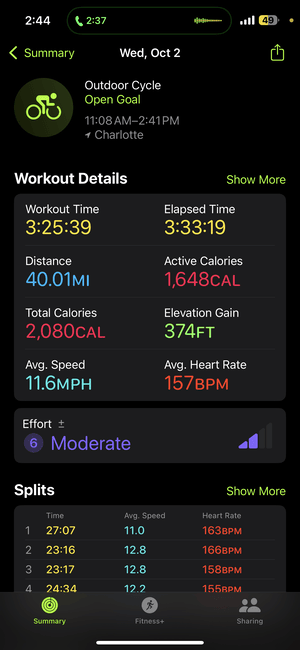 2:44
2:37
49
Summary
Wed, Oct 2
Outdoor Cycle
Open Goal
11:08 AM–2:41 PM
Charlotte
Workout Details
Show More
Workout Time
Elapsed Time
3:25:39
3:33:19
Distance
Active Calories
40.01MI
1,648CAL
Total Calories
Elevation Gain
2,080CAL
374FT
Avg. Speed
Avg. Heart Rate
11.6MPH
157BPM
Effort ±
6 Moderate
Splits
Show More
Time Avg. Speed Heart Rate
1 27:07 11.0 163BPM
2 23:16 12.8 166BPM
3 23:17 12.8 158BPM
4 24:34 12.2 155BPM
Summary
Fitness+
Sharing